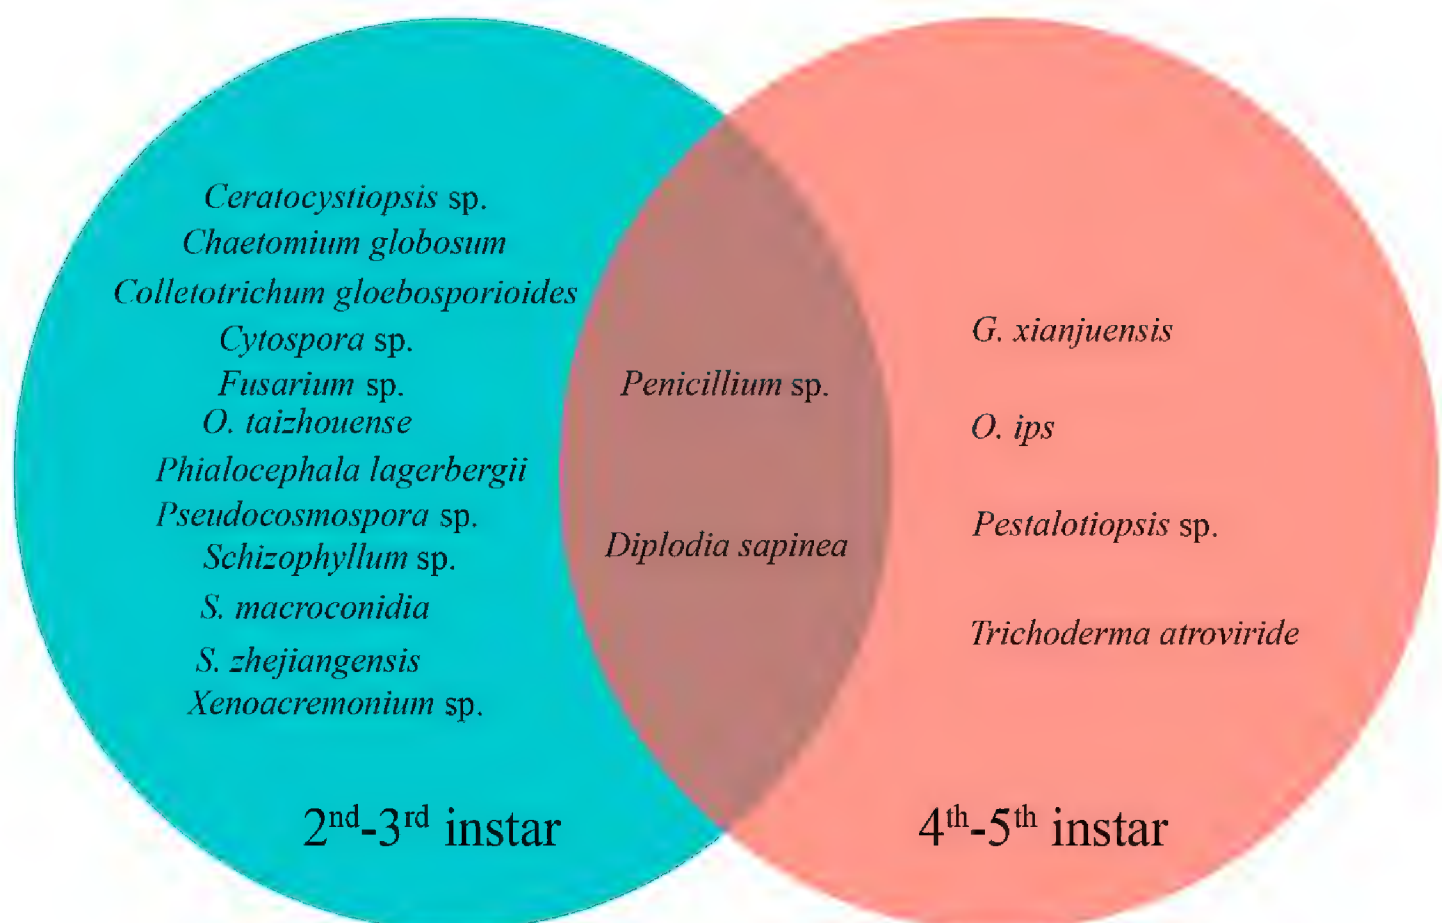 Ceratocystiopsis sp.
Chaetomium globosum
Colletotrichum gloebosporioides
Cytospora sp.
Fusarium sp.
O. taizhouense
Phialocephala lagerbergii
Pseudocosmospora sp.
Schizophyllum sp.
S. macroconidia
S. zhejiangensis
Xenoacremonium sp.
2nd-3rd instar
Penicillium sp.
Diplodia sapinea
G. xianjuensis
O. ips
Pestalotiopsis sp.
Trichoderma atroviride
4th-5th instar